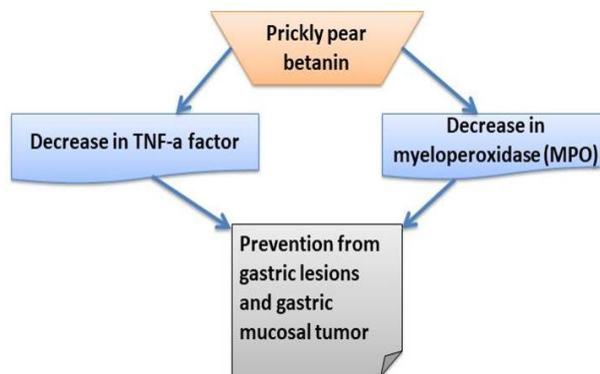 Prickly pear
betanin
Decrease in TNF-a factor
Decrease in
myeloperoxidase (MPO)
Prevention from
gastric lesions
and gastric
mucosal tumor